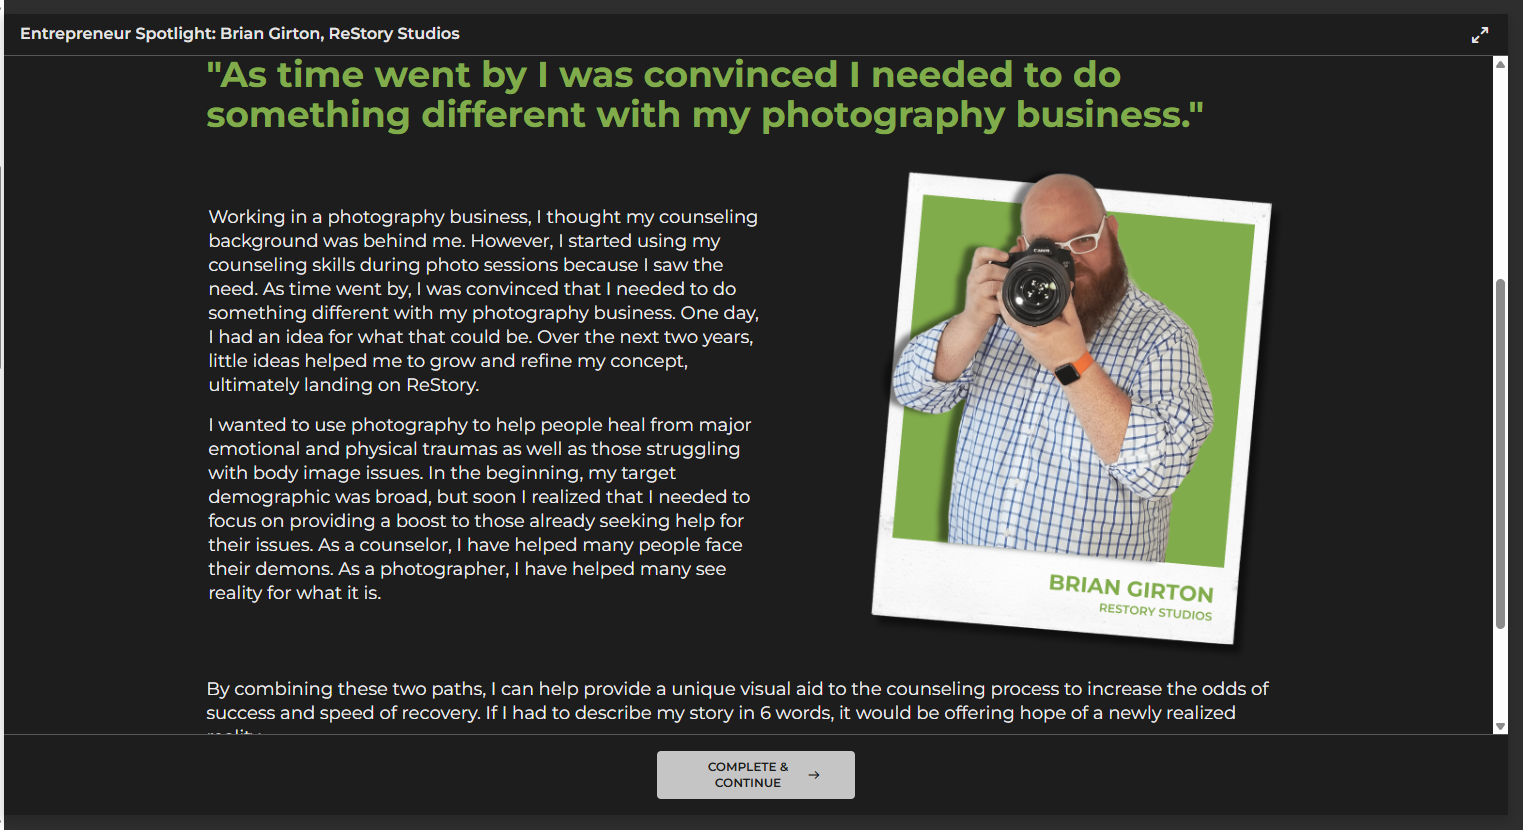 Entrepreneur Spotlight: Brian Girton, ReStory Studios
"As time went by I was convinced I needed to do
something different with my photography business."
Working in a photography business, I thought my counseling
background was behind me. However, I started using my
counseling skills during photo sessions because I saw the
need. As time went by, I was convinced that I needed to do
something different with my photography business. One day,
I had an idea for what that could be. Over the next two years,
little ideas helped me to grow and refine my concept,
ultimately landing on ReStory.
I wanted to use photography to help people heal from major
emotional and physical traumas as well as those struggling
with body image issues. In the beginning, my target
demographic was broad, but soon I realized that I needed to
focus on providing a boost to those already seeking help for
their issues. As a counselor, I have helped many people face
their demons. As a photographer, I have helped many see
reality for what it is.
Canon
BRIAN GIRTON
RESTORY STUDIOS
By combining these two paths, I can help provide a unique visual aid to the counseling process to increase the odds of
success and speed of recovery. If I had to describe my story in 6 words, it would be offering hope of a newly realized
reality.
COMPLETE &
CONTINUE